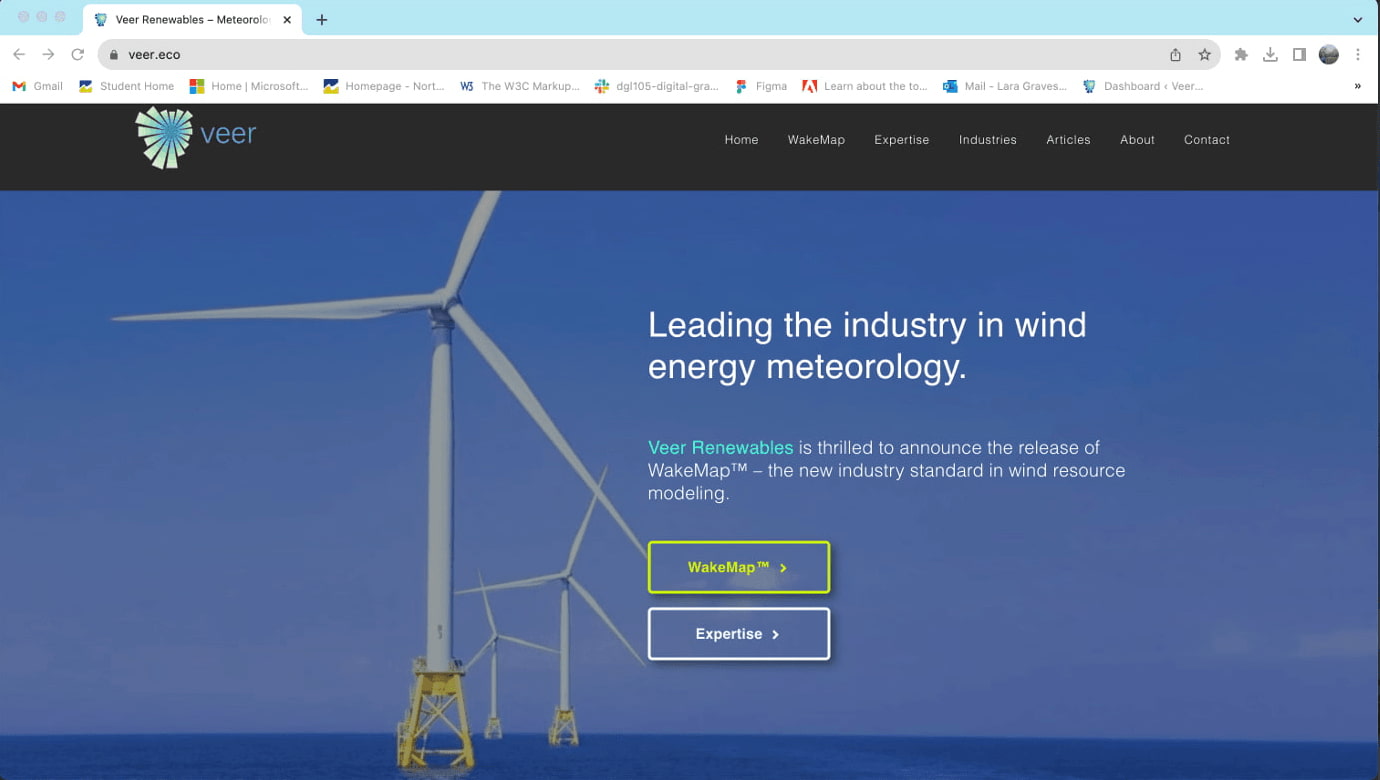 Veer Renewables – Meteorolo
veer.eco
Gmail
Student Home
Home | Microsoft...
Homepage - Nort...
The W3C Markup...
dgl105-digital-gra...
Figma
Learn about the to...
Mail - Lara Graves...
Dashboard ‹ Veer...
»
veer
Home
WakeMap
Expertise
Industries
Articles
About
Contact
Leading the industry in wind
energy meteorology.
Veer Renewables is thrilled to announce the release of
WakeMap™ – the new industry standard in wind resource
modeling.
WakeMap™ ›
Expertise ›